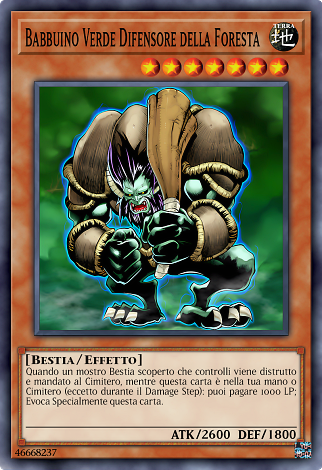 Babbuino Verde Difensore della Foresta
TERRA
地
[Bestia/Effetto]
Quando un mostro Bestia scoperto che controlli viene distrutto
e mandato al Cimitero, mentre questa carta è nella tua mano o
Cimitero (eccetto durante il Damage Step): puoi pagare 1000 LP;
Evoca Specialmente questa carta.
ATK/2600 DEF/1800
46668237